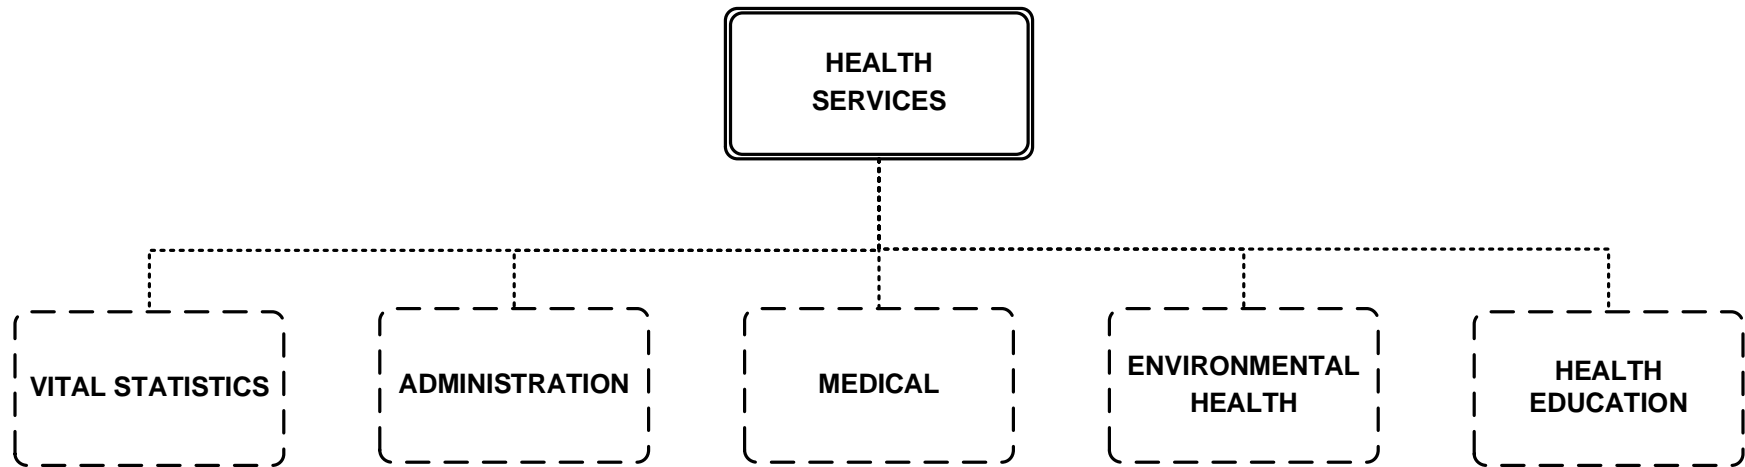 HEALTH
SERVICES
VITAL STATISTICS
ADMINISTRATION
MEDICAL
ENVIRONMENTAL
HEALTH
HEALTH
EDUCATION